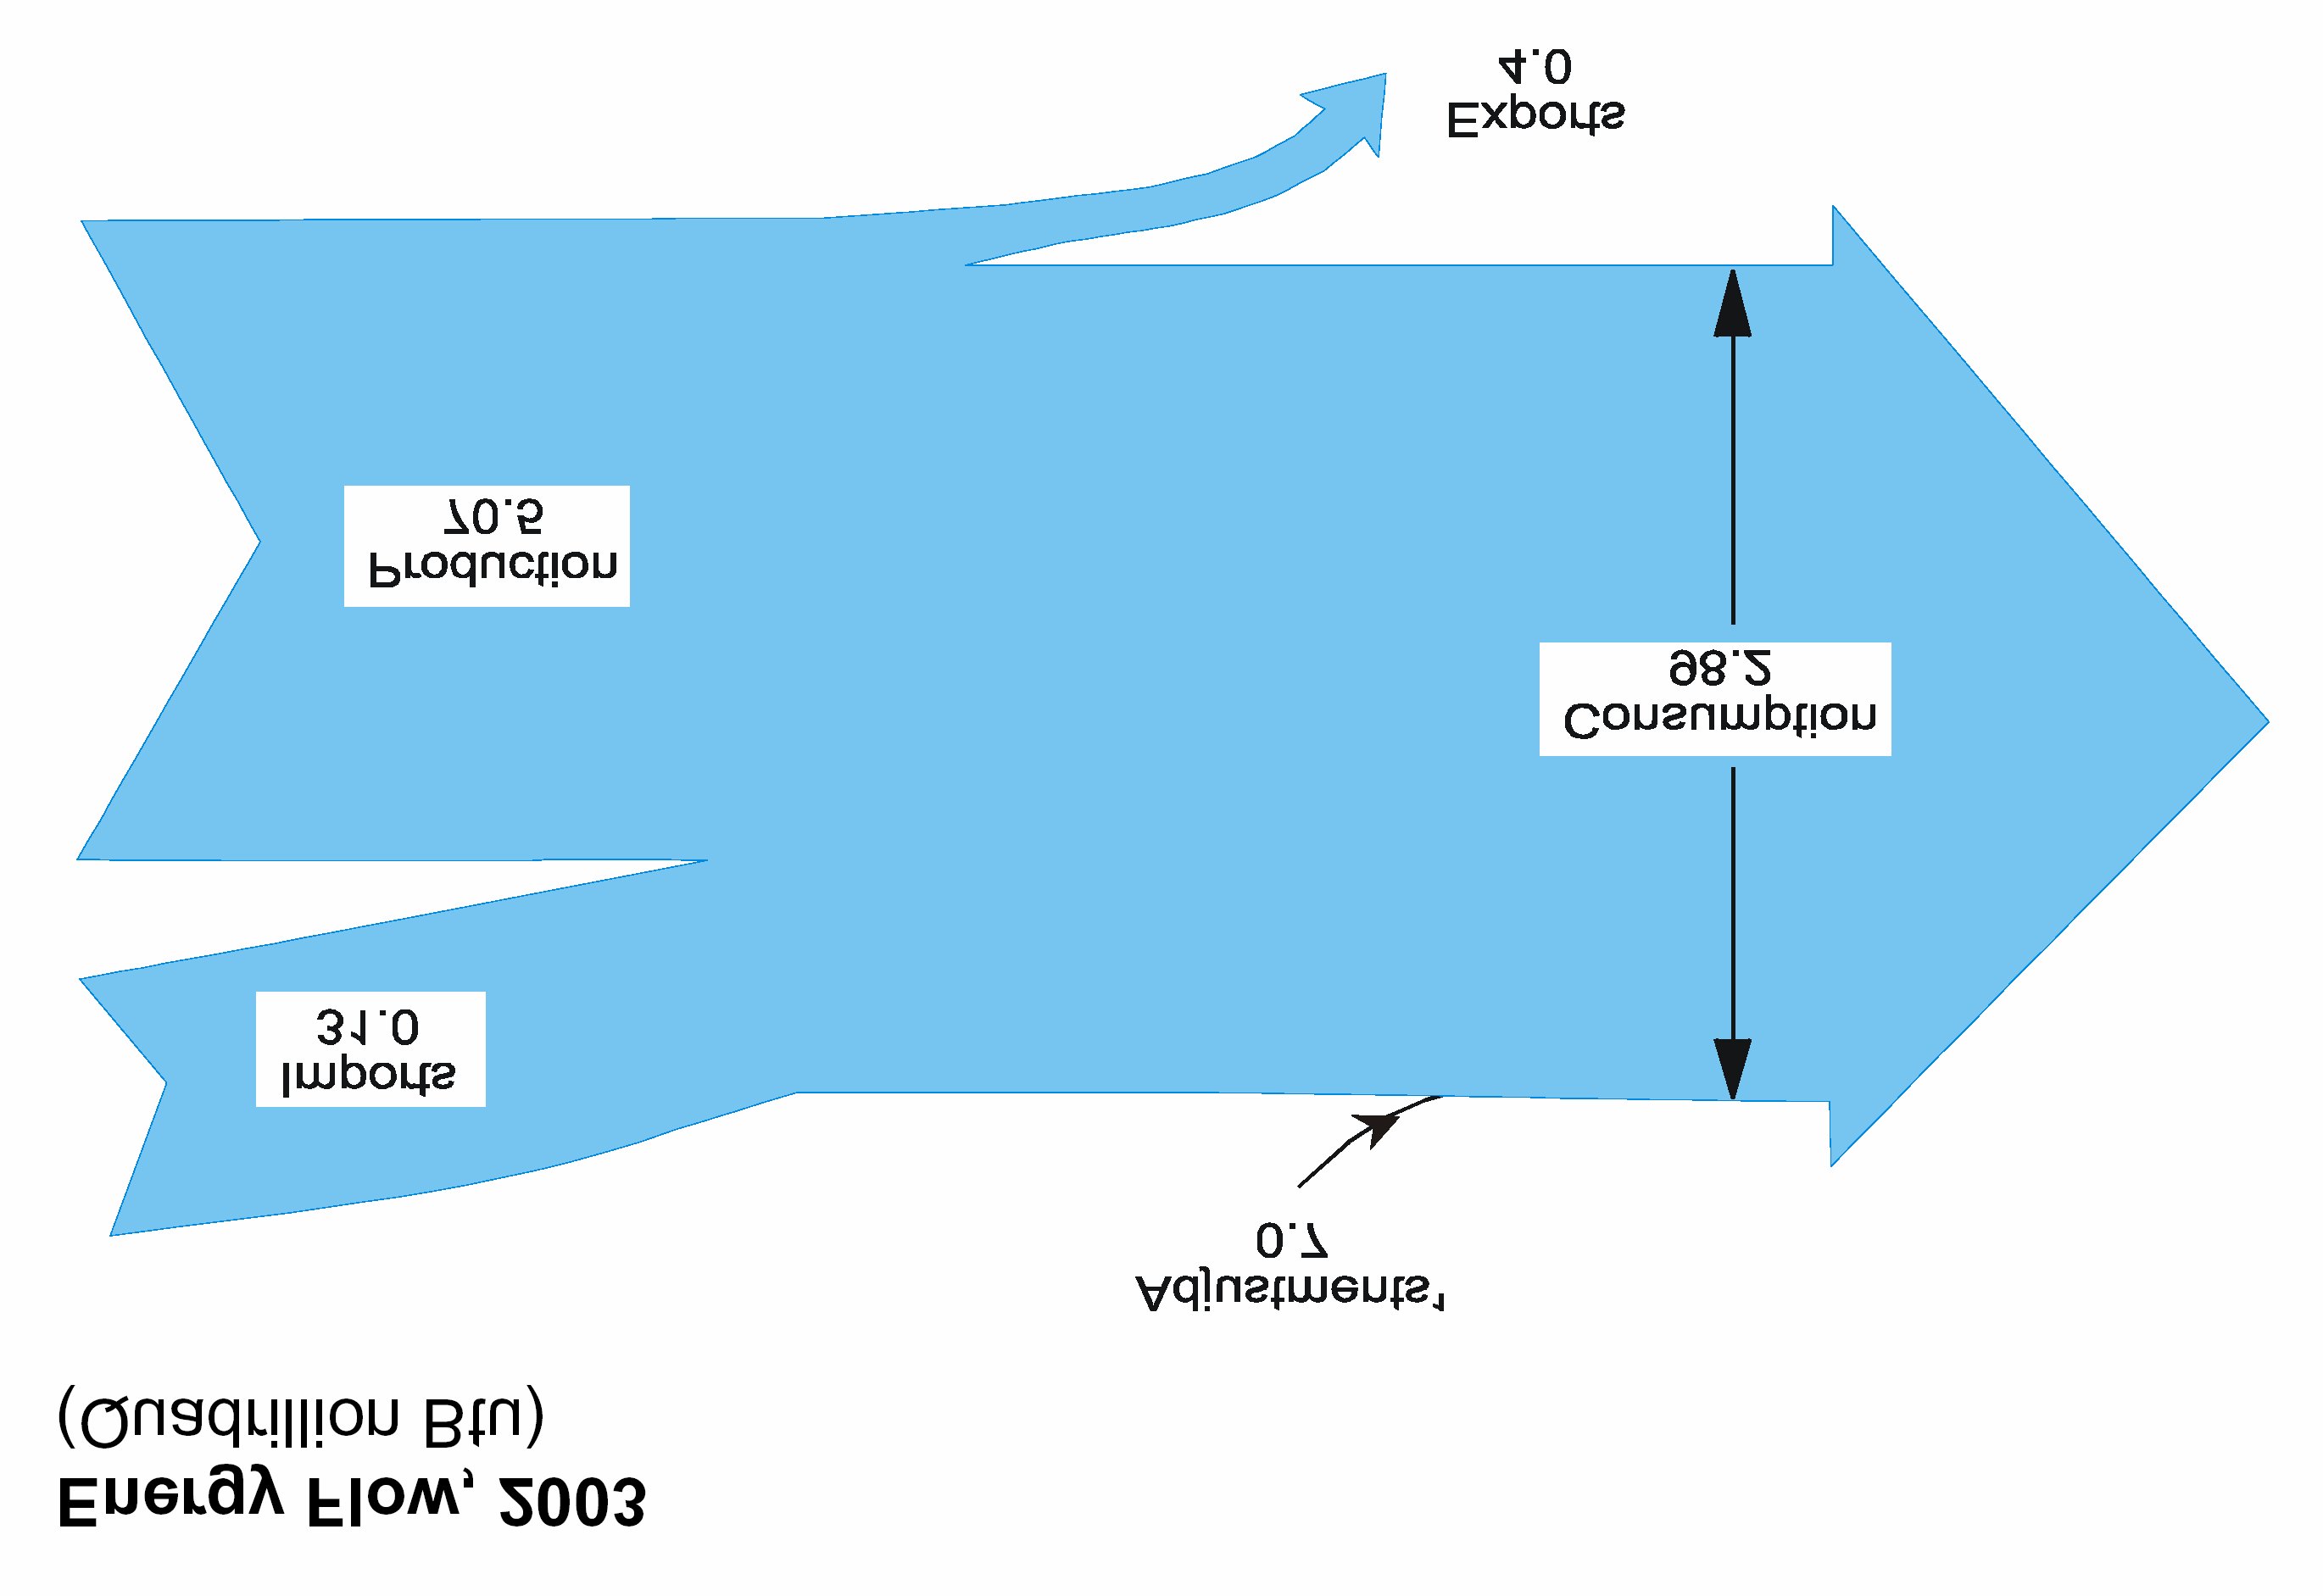 Energy Flow, 2003
(Quadrillion Btu)
Adjustments¹
0.7
Imports
31.0
Consumption
98.2
Production
70.5
Exports
4.0